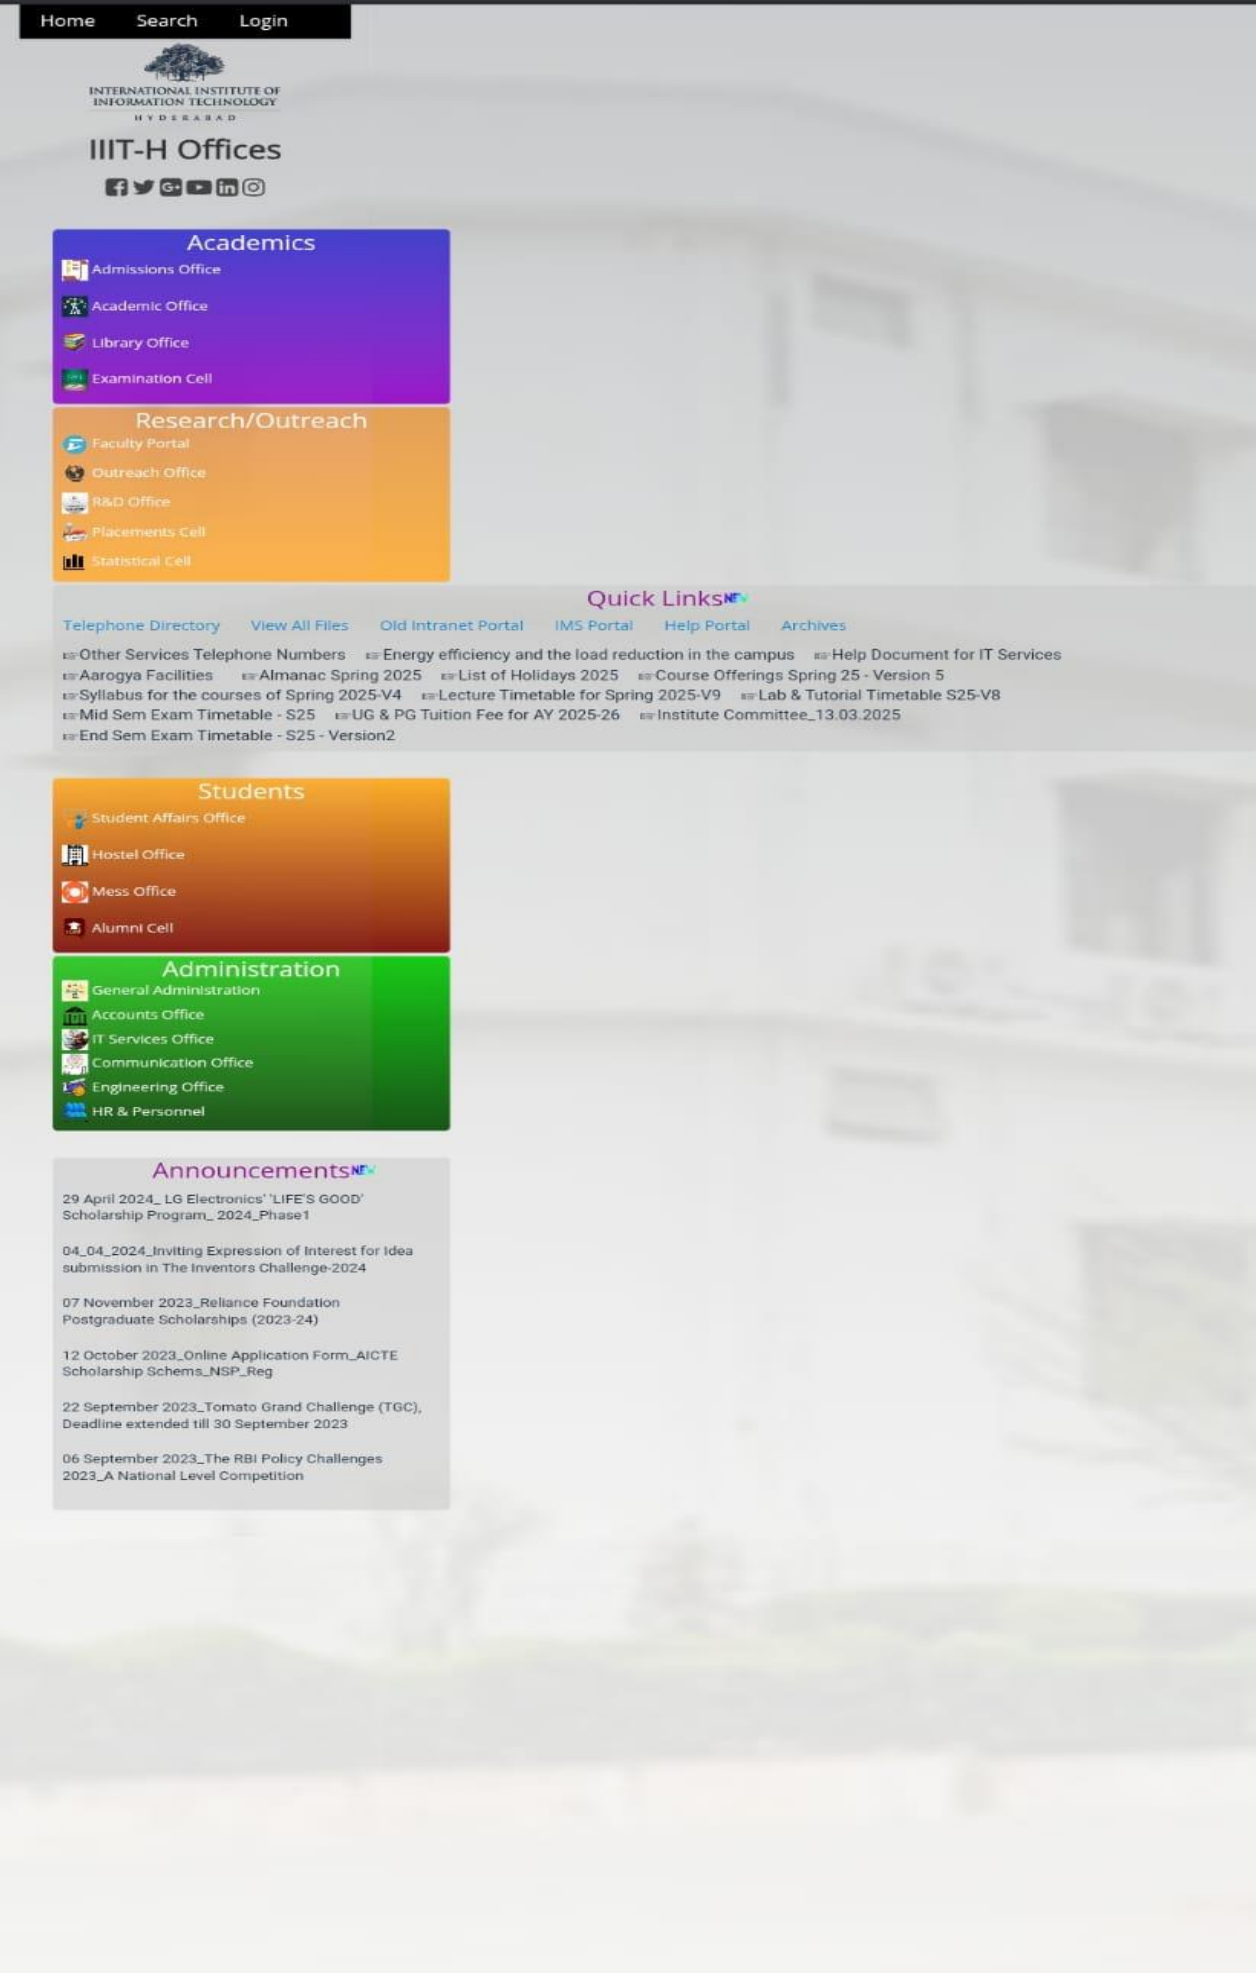 Home Search Login
INTERNATIONAL INSTITUTE OF
INFORMATION TECHNOLOGY
HYDERABAD
IIIT-H Offices
Academics
Admissions Office
Academic Office
Library Office
Examination Cell
Research/Outreach
Faculty Portal
Outreach Office
R&D Office
Placements Cell
Statistical Cell
Quick Links NEW
Telephone Directory View All Files Old Intranet Portal IMS Portal Help Portal Archives
☞Other Services Telephone Numbers ☞Energy efficiency and the load reduction in the campus ☞Help Document for IT Services
☞Aarogya Facilities ☞Almanac Spring 2025 ☞List of Holidays 2025 ☞Course Offerings Spring 25 - Version 5
☞Syllabus for the courses of Spring 2025-V4 ☞Lecture Timetable for Spring 2025-V9 ☞Lab & Tutorial Timetable S25-V8
☞Mid Sem Exam Timetable - S25 ☞UG & PG Tuition Fee for AY 2025-26 ☞Institute Committee_13.03.2025
☞End Sem Exam Timetable - S25 - Version2
Students
Student Affairs Office
Hostel Office
Mess Office
Alumni Cell
Administration
General Administration
Accounts Office
IT Services Office
Communication Office
Engineering Office
HR & Personnel
Announcements NEW
29 April 2024_ LG Electronics' 'LIFE'S GOOD'
Scholarship Program_ 2024_Phase1
04_04_2024_Inviting Expression of Interest for Idea
submission in The Inventors Challenge-2024
07 November 2023_Reliance Foundation
Postgraduate Scholarships (2023-24)
12 October 2023_Online Application Form_AICTE
Scholarship Schems_NSP_Reg
22 September 2023_Tomato Grand Challenge (TGC),
Deadline extended till 30 September 2023
06 September 2023_The RBI Policy Challenges
2023_A National Level Competition